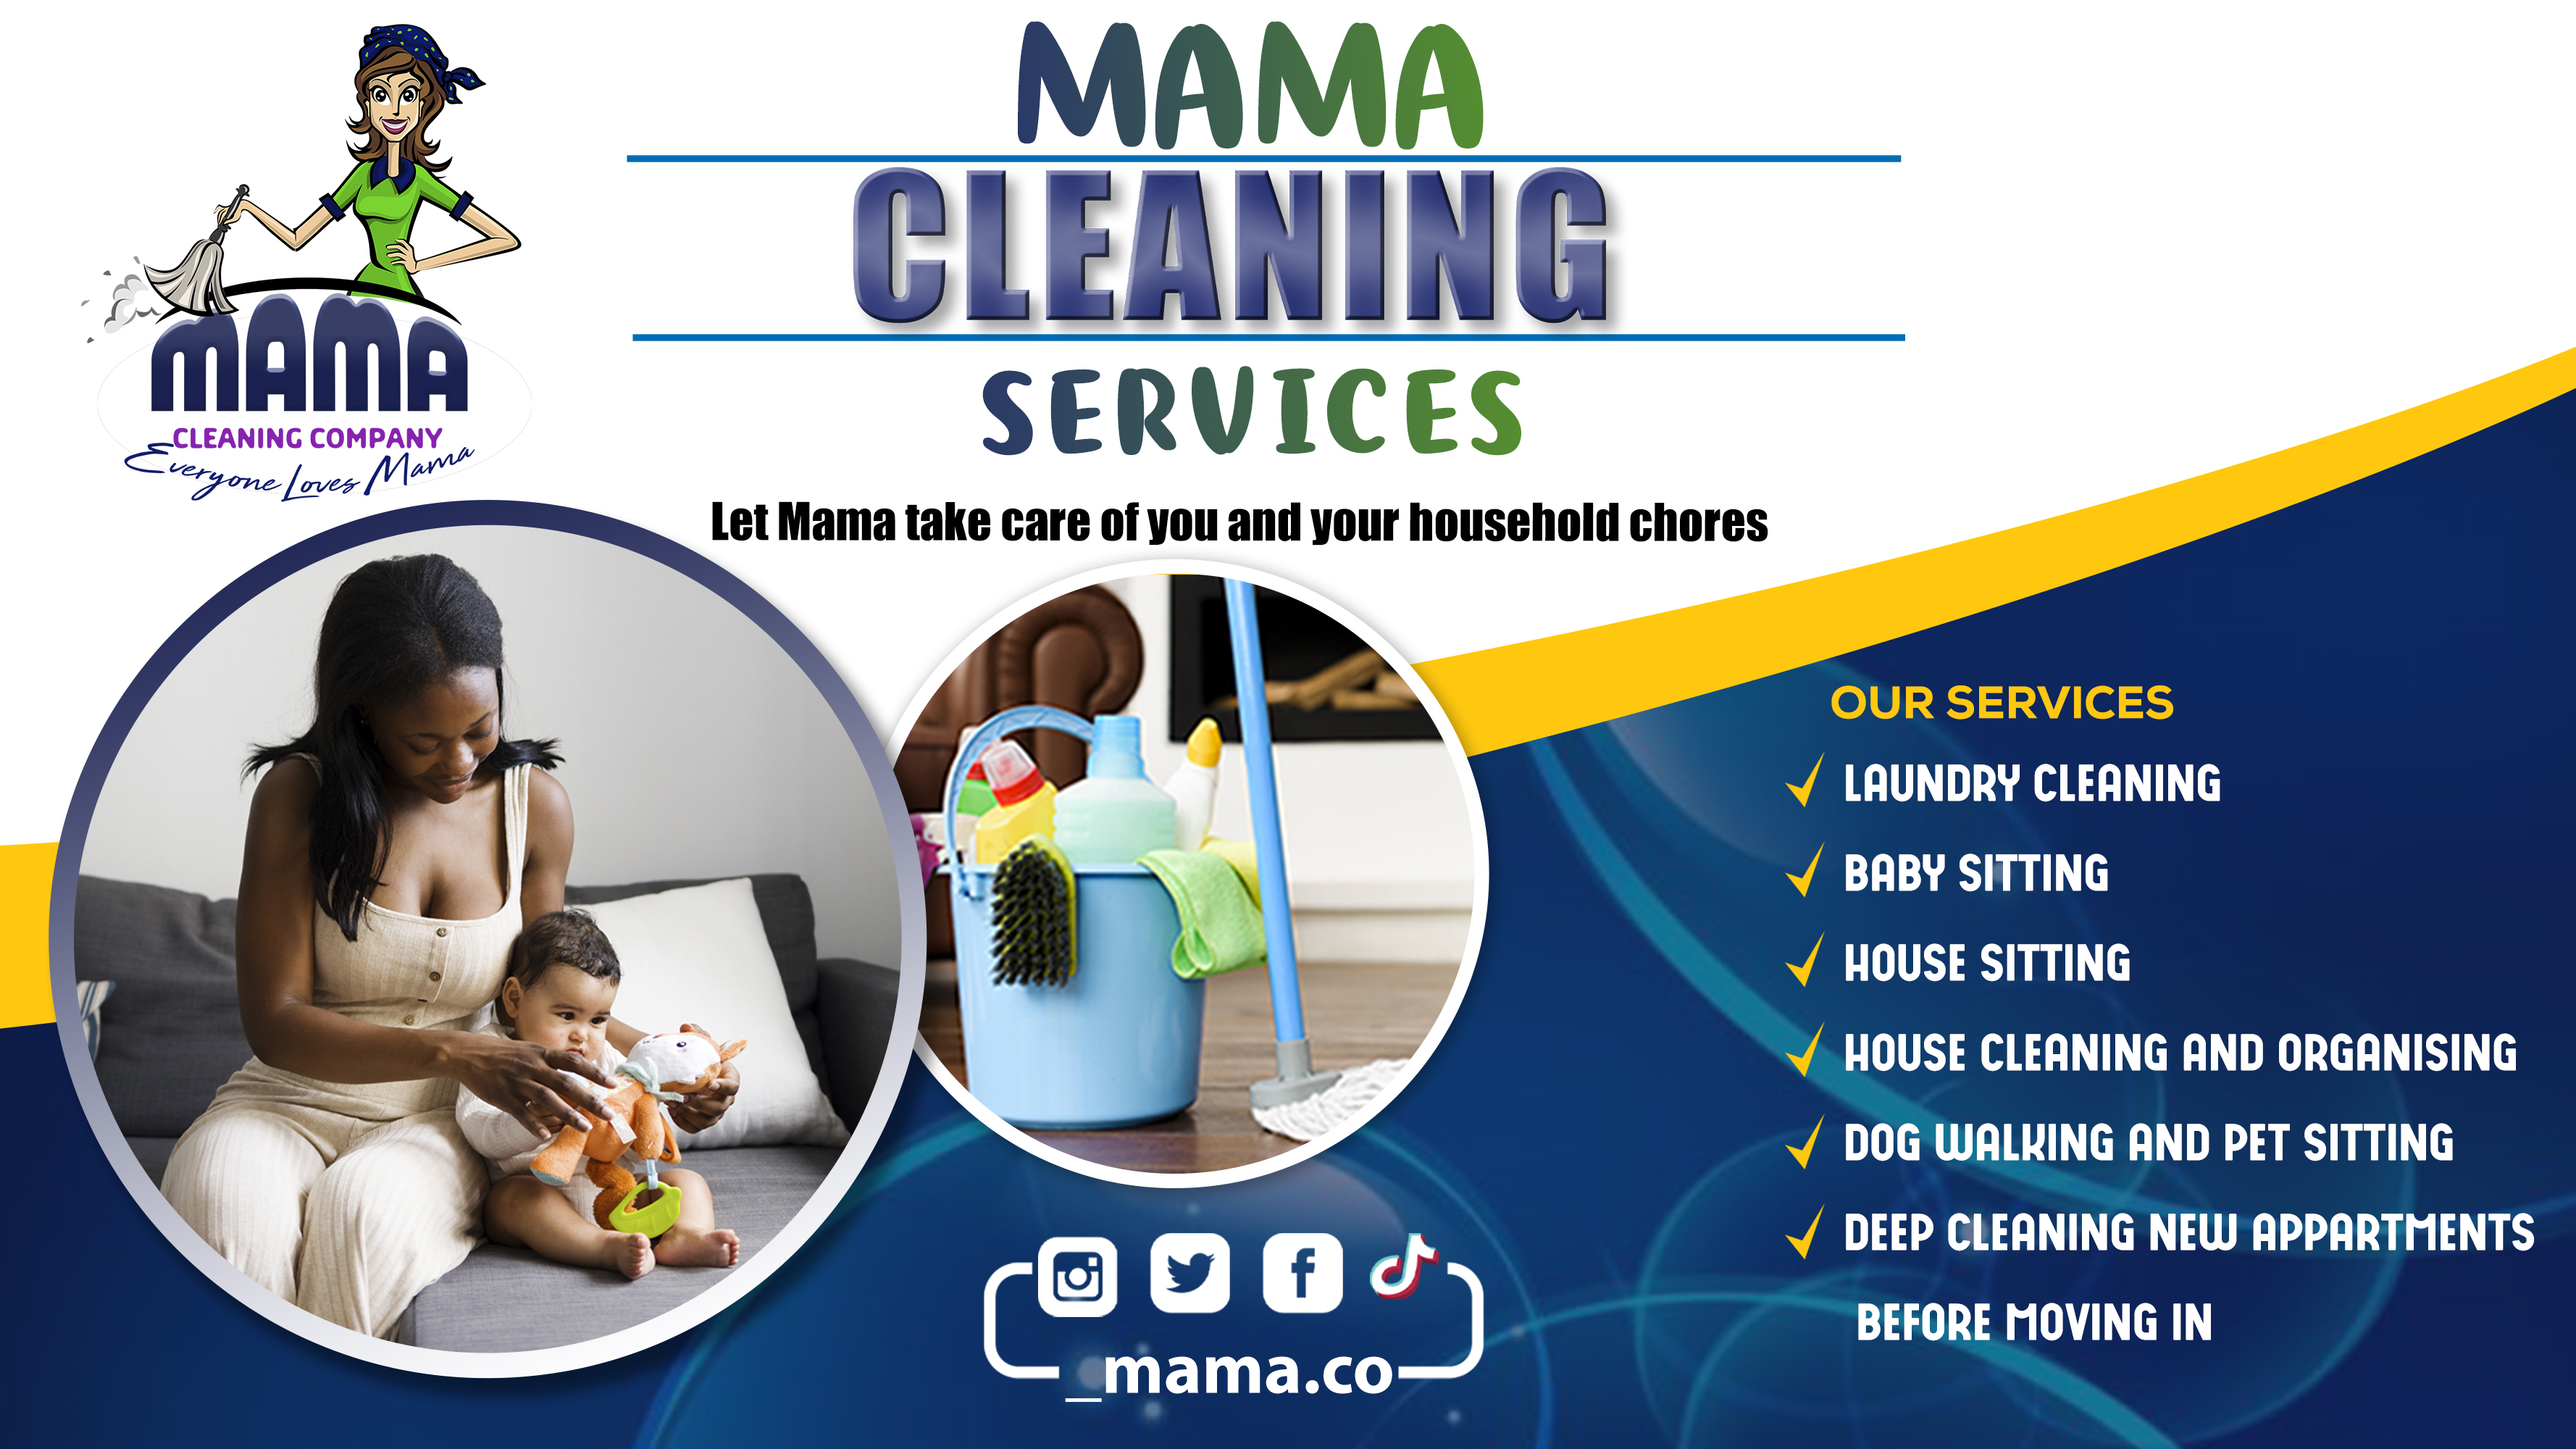 MAMA
CLEANING COMPANY
Everyone Loves Mama
MAMA
CLEANING
SERVICES
Let Mama take care of you and your household chores
OUR SERVICES
LAUNDRY CLEANING
BABY SITTING
HOUSE SITTING
HOUSE CLEANING AND ORGANISING
DOG WALKING AND PET SITTING
DEEP CLEANING NEW APPARTMENTS
BEFORE MOVING IN
_mama.co